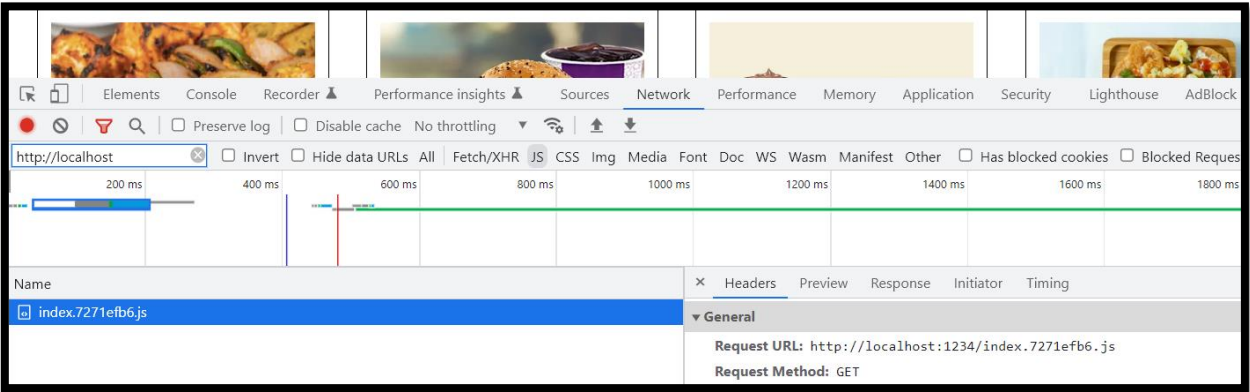 Elements Console Recorder Performance insights Sources Network Performance Memory Application Security Lighthouse AdBlock
Preserve log Disable cache No throttling
http://localhost Invert Hide data URLs All Fetch/XHR JS CSS Img Media Font Doc WS Wasm Manifest Other Has blocked cookies Blocked Reques
200 ms 400 ms 600 ms 800 ms 1000 ms 1200 ms 1400 ms 1600 ms 1800 ms
Name
index.7271efb6.js
× Headers Preview Response Initiator Timing
General
Request URL: http://localhost:1234/index.7271efb6.js
Request Method: GET